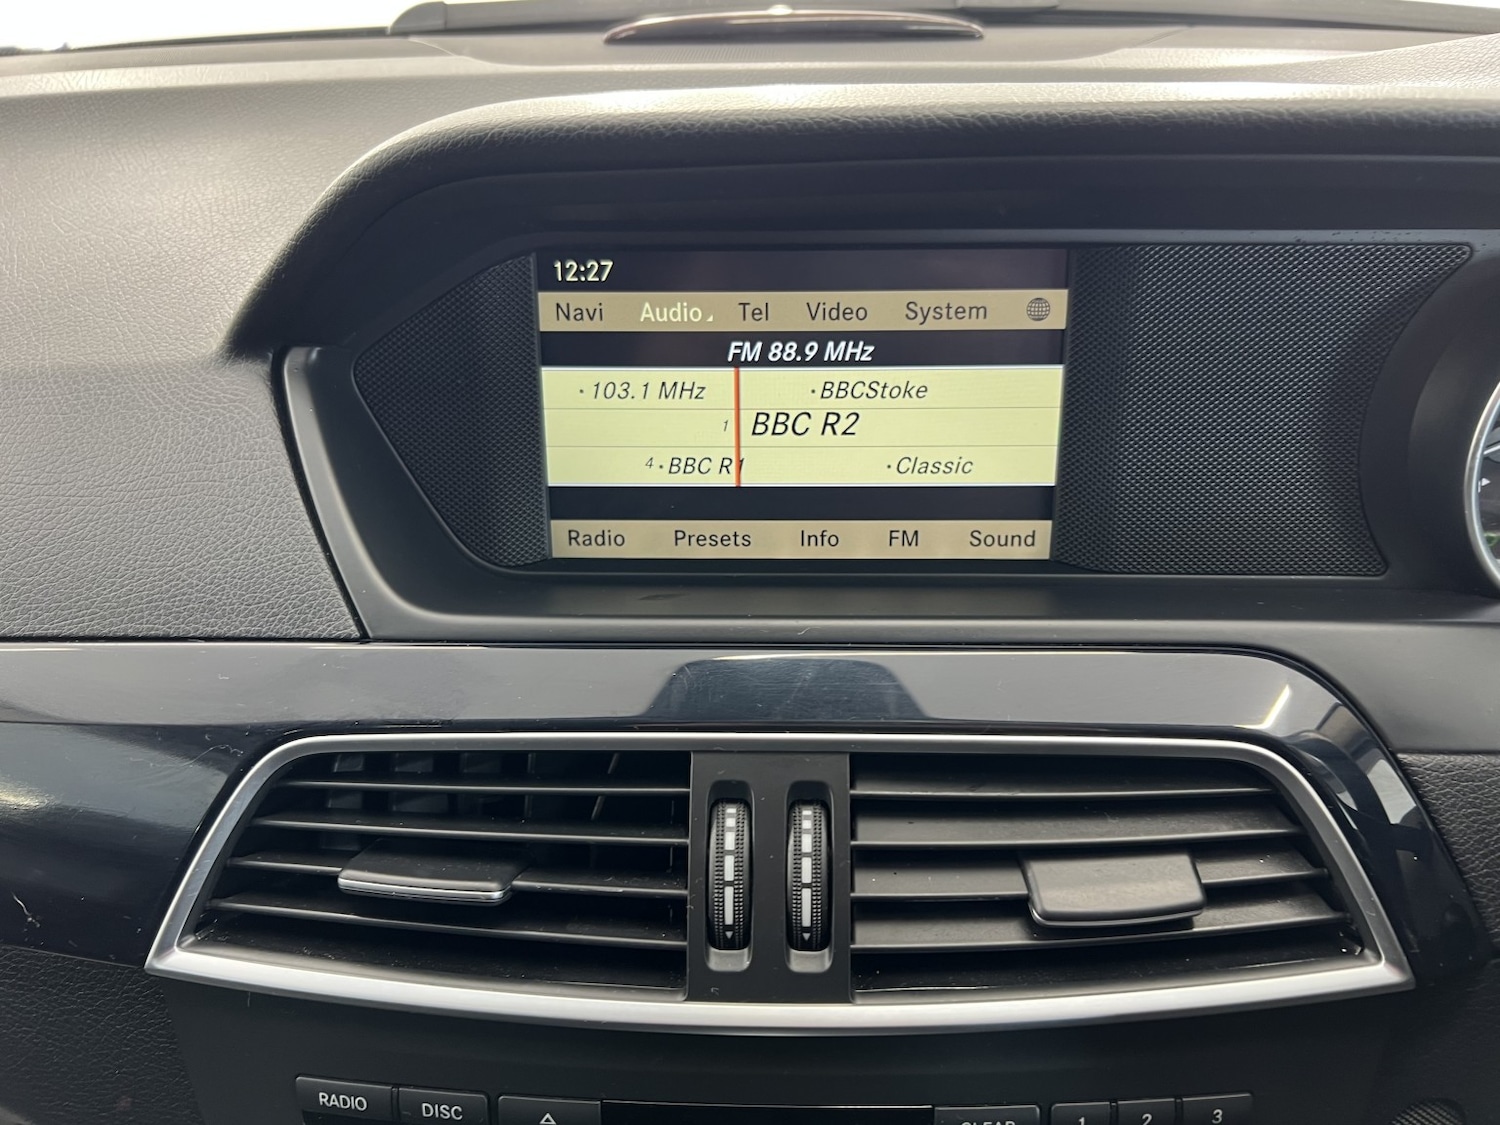 12:27
Navi Audio Tel Video System
FM 88.9 MHz
·103.1 MHz ·BBCStoke
1 BBC R2
4·BBC R1 ·Classic
Radio Presets Info FM Sound
RADIO DISC CLEAR 1 2 3